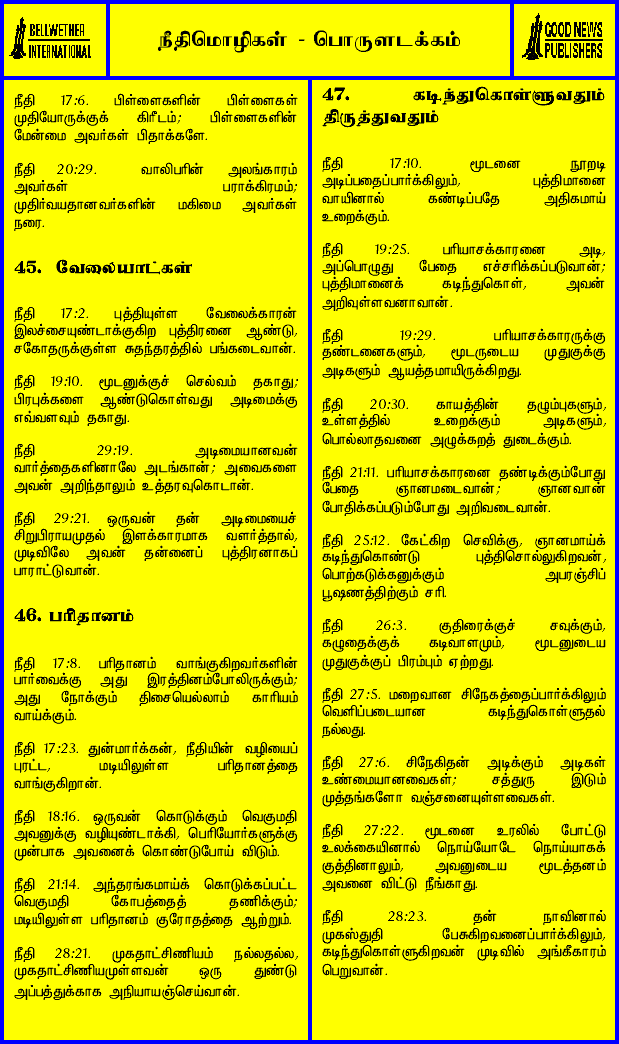 BELLWETHER
INTERNATIONAL
நீதிமொழிகள் - பொருளடக்கம்
GOOD NEWS
PUBLISHERS
நீதி 17:6. பிள்ளைகளின் பிள்ளைகள்
முதியோருக்குக் கிரீடம்; பிள்ளைகளின்
மேன்மை அவர்கள் பிதாக்களே.
நீதி 20:29. வாலிபரின் அலங்காரம்
அவர்கள் பராக்கிரமம்;
முதிர்வயதானவர்களின் மகிமை அவர்கள்
நரை.
45. வேலையாட்கள்
நீதி 17:2. புத்தியுள்ள வேலைக்காரன்
இலச்சையுண்டாக்குகிற புத்திரனை ஆண்டு,
சகோதருக்குள்ள சுதந்தரத்தில் பங்கடைவான்.
நீதி 19:10. மூடனுக்குச் செல்வம் தகாது;
பிரபுக்களை ஆண்டுகொள்வது அடிமைக்கு
எவ்வளவும் தகாது.
நீதி 29:19. அடிமையானவன்
வார்த்தைகளினாலே அடங்கான்; அவைகளை
அவன் அறிந்தாலும் உத்தரவுகொடான்.
நீதி 29:21. ஒருவன் தன் அடிமையைச்
சிறுபிராயமுதல் இளக்காரமாக வளர்த்தால்,
முடிவிலே அவன் தன்னைப் புத்திரனாகப்
பாராட்டுவான்.
46. பரிதானம்
நீதி 17:8. பரிதானம் வாங்குகிறவர்களின்
பார்வைக்கு அது இரத்தினம்போலிருக்கும்;
அது நோக்கும் திசையெல்லாம் காரியம்
வாய்க்கும்.
நீதி 17:23. துன்மார்க்கன், நீதியின் வழியைப்
புரட்ட, மடியிலுள்ள பரிதானத்தை
வாங்குகிறான்.
நீதி 18:16. ஒருவன் கொடுக்கும் வெகுமதி
அவனுக்கு வழியுண்டாக்கி, பெரியோர்களுக்கு
முன்பாக அவனைக் கொண்டுபோய் விடும்.
நீதி 21:14. அந்தரங்கமாய்க் கொடுக்கப்பட்ட
வெகுமதி கோபத்தைத் தணிக்கும்;
மடியிலுள்ள பரிதானம் குரோதத்தை ஆற்றும்.
நீதி 28:21. முகதாட்சிணியம் நல்லதல்ல,
முகதாட்சிணியமுள்ளவன் ஒரு துண்டு
அப்பத்துக்காக அநியாயஞ்செய்வான்.
47. கடிந்துகொள்ளுவதும்
திருத்துவதும்
நீதி 17:10. மூடனை நூறடி
அடிப்பதைப்பார்க்கிலும், புத்திமானை
வாயினால் கண்டிப்பதே அதிகமாய்
உறைக்கும்.
நீதி 19:25. பரியாசக்காரனை அடி,
அப்பொழுது பேதை எச்சரிக்கப்படுவான்;
புத்திமானைக் கடிந்துகொள், அவன்
அறிவுள்ளவனாவான்.
நீதி 19:29. பரியாசக்காரருக்கு
தண்டனைகளும், மூடருடைய முதுகுக்கு
அடிகளும் ஆயத்தமாயிருக்கிறது.
நீதி 20:30. காயத்தின் தழும்புகளும்,
உள்ளத்தில் உறைக்கும் அடிகளும்,
பொல்லாதவனை அழுக்கறத் துடைக்கும்.
நீதி 21:11. பரியாசக்காரனை தண்டிக்கும்போது
பேதை ஞானமடைவான்; ஞானவான்
போதிக்கப்படும்போது அறிவடைவான்.
நீதி 25:12. கேட்கிற செவிக்கு, ஞானமாய்க்
கடிந்துகொண்டு புத்திசொல்லுகிறவன்,
பொற்கடுக்கனுக்கும் அபரஞ்சிப்
பூஷணத்திற்கும் சரி.
நீதி 26:3. குதிரைக்குச் சவுக்கும்,
கழுதைக்குக் கடிவாளமும், மூடனுடைய
முதுகுக்குப் பிரம்பும் ஏற்றது.
நீதி 27:5. மறைவான சிநேகத்தைப்பார்க்கிலும்
வெளிப்படையான கடிந்துகொள்ளுதல்
நல்லது.
நீதி 27:6. சிநேகிதன் அடிக்கும் அடிகள்
உண்மையானவைகள்; சத்துரு இடும்
முத்தங்களோ வஞ்சனையுள்ளவைகள்.
நீதி 27:22. மூடனை உரலில் போட்டு
உலக்கையினால் நொய்யோடே நொய்யாகக்
குத்தினாலும், அவனுடைய மூடத்தனம்
அவனை விட்டு நீங்காது.
நீதி 28:23. தன் நாவினால்
முகஸ்துதி பேசுகிறவனைப்பார்க்கிலும்,
கடிந்துகொள்ளுகிறவன் முடிவில் அங்கீகாரம்
பெறுவான்.